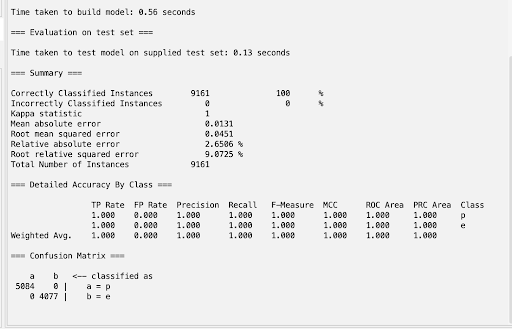 Time taken to build model: 0.56 seconds
=== Evaluation on test set ===
Time taken to test model on supplied test set: 0.13 seconds
=== Summary ===
Correctly Classified Instances 9161 100 %
Incorrectly Classified Instances 0 0 %
Kappa statistic 1
Mean absolute error 0.0131
Root mean squared error 0.0451
Relative absolute error 2.6506 %
Root relative squared error 9.0725 %
Total Number of Instances 9161
=== Detailed Accuracy By Class ===
TP Rate FP Rate Precision Recall F-Measure MCC ROC Area PRC Area Class
1.000 0.000 1.000 1.000 1.000 1.000 1.000 1.000 p
1.000 0.000 1.000 1.000 1.000 1.000 1.000 1.000 e
Weighted Avg. 1.000 0.000 1.000 1.000 1.000 1.000 1.000 1.000
=== Confusion Matrix ===
a b <-- classified as
5084 0 | a = p
0 4077 | b = e